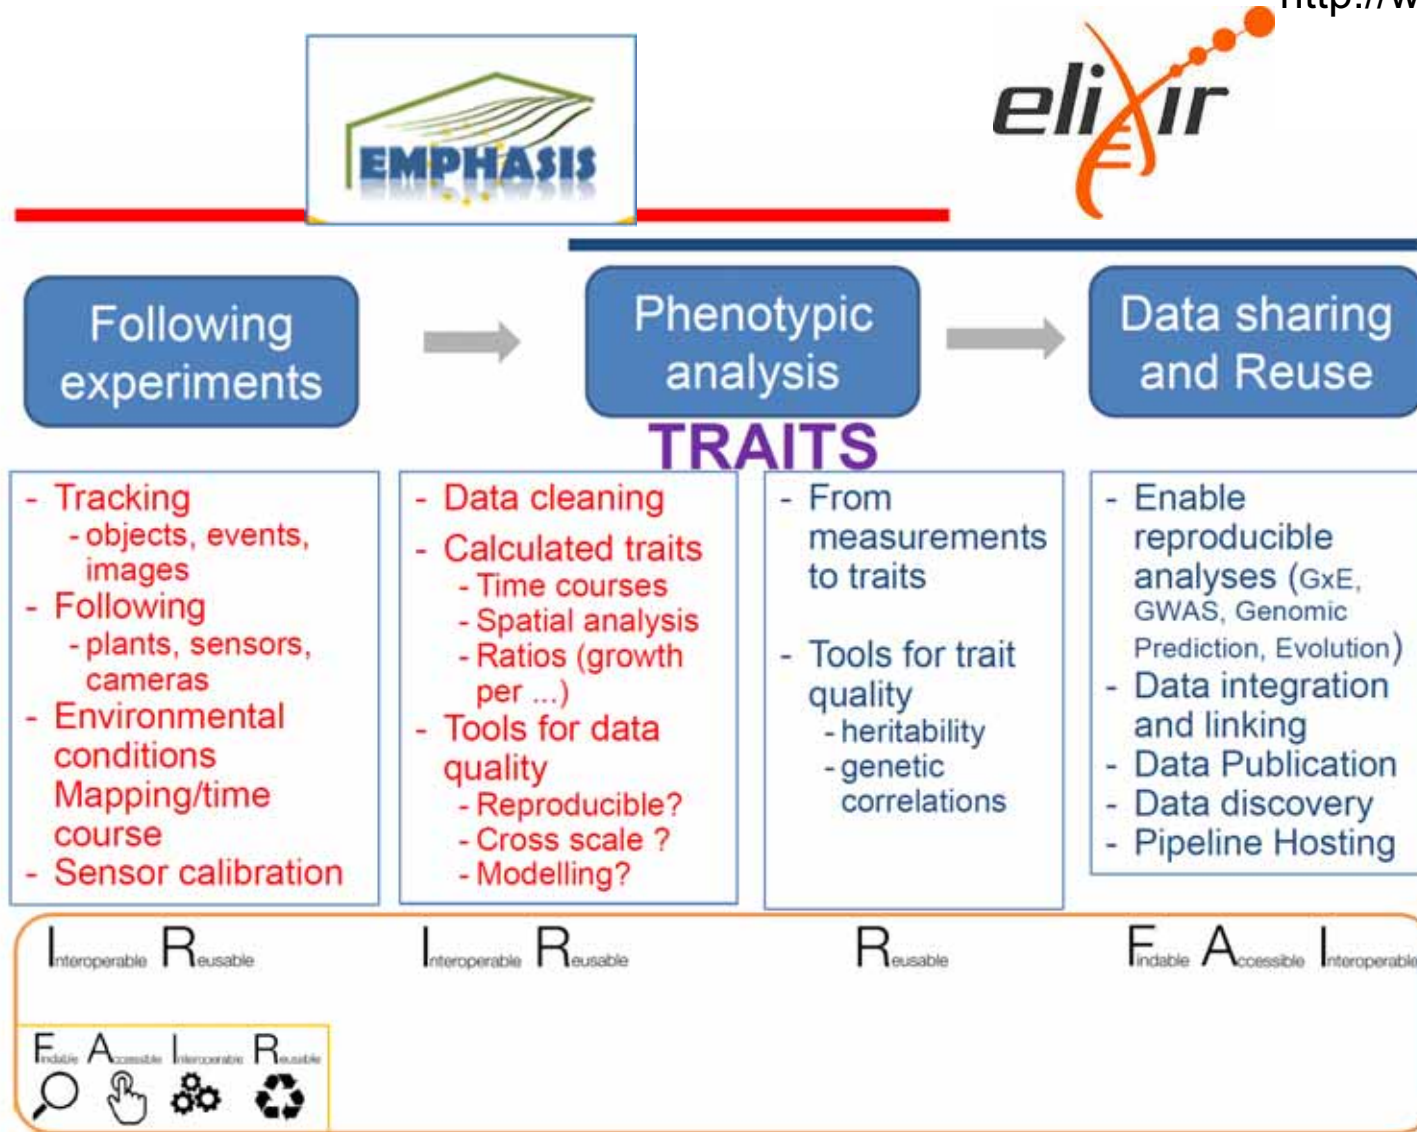 http://w
EMPHASIS
elixir
Following
experiments
Phenotypic
analysis
Data sharing
and Reuse
TRAITS
- Tracking
- objects, events,
images
- Following
- plants, sensors,
cameras
- Environmental
conditions
Mapping/time
course
- Sensor calibration
- Data cleaning
- Calculated traits
- Time courses
- Spatial analysis
- Ratios (growth
per ...)
- Tools for data
quality
- Reproducible?
- Cross scale ?
- Modelling?
- From
measurements
to traits
- Tools for trait
quality
- heritability
- genetic
correlations
- Enable
reproducible
analyses (GxE,
GWAS, Genomic
Prediction, Evolution)
- Data integration
and linking
- Data Publication
- Data discovery
- Pipeline Hosting
Interoperable Reusable
Interoperable Reusable
Reusable
Findable Accessible Interoperable
Findable Accessible Interoperable Reusable